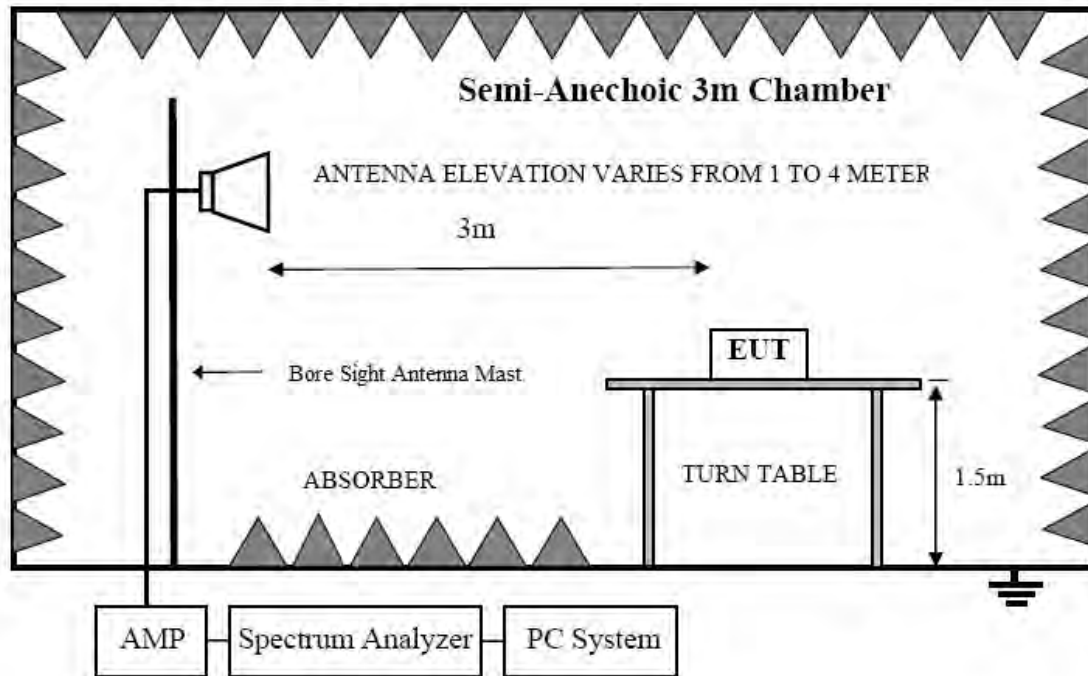 Semi-Anechoic 3m Chamber
ANTENNA ELEVATION VARIES FROM 1 TO 4 METER
3m
EUT
Bore Sight Antenna Mast
ABSORBER
TURN TABLE
1.5m
AMP
Spectrum Analyzer
PC System